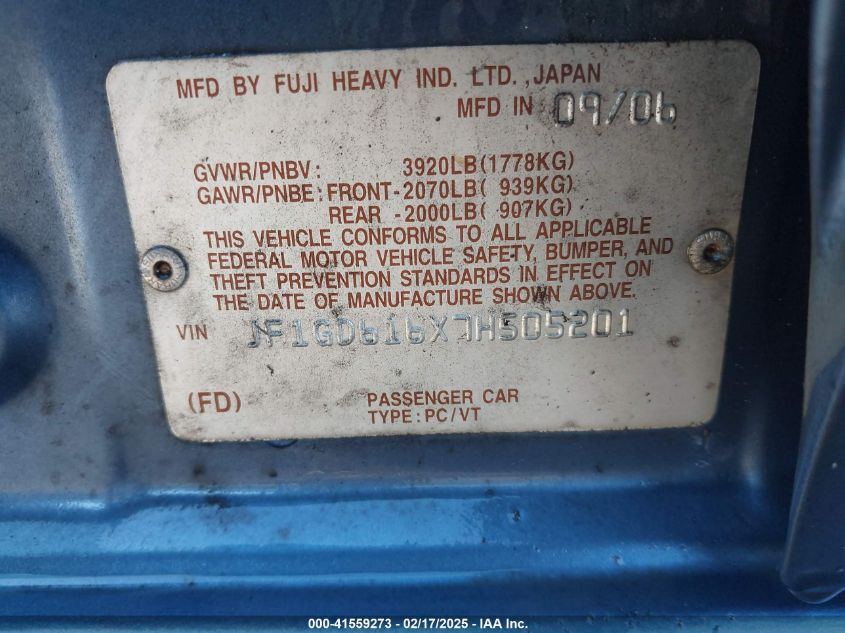 MFD BY FUJI HEAVY IND. LTD., JAPAN
MFD IN 09/06
GVWR/PNBV: 3920LB(1778KG)
GAWR/PNBE: FRONT-2070LB( 939KG)
REAR -2000LB( 907KG)
THIS VEHICLE CONFORMS TO ALL APPLICABLE
FEDERAL MOTOR VEHICLE SAFETY, BUMPER, AND
THEFT PREVENTION STANDARDS IN EFFECT ON
THE DATE OF MANUFACTURE SHOWN ABOVE.
VIN JF1GD616X7H505201
(FD) PASSENGER CAR
TYPE: PC/VT
000-41559273 - 02/17/2025 - IAA Inc.